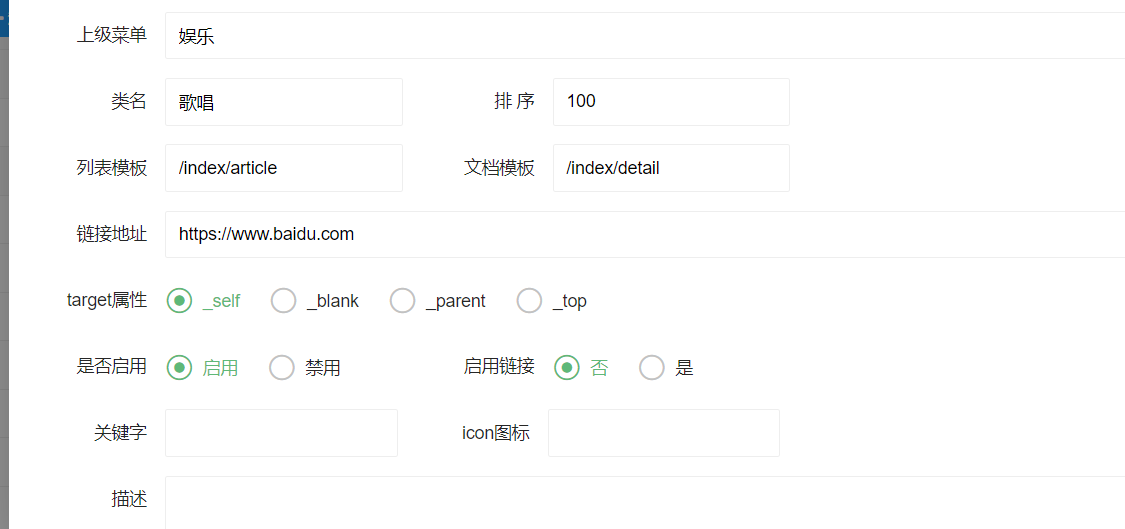 上级菜单 娱乐
类名 歌唱 排 序 100
列表模板 /index/article 文档模板 /index/detail
链接地址 https://www.baidu.com
target属性 _self _blank _parent _top
是否启用 启用 禁用 启用链接 否 是
关键字 icon图标
描述